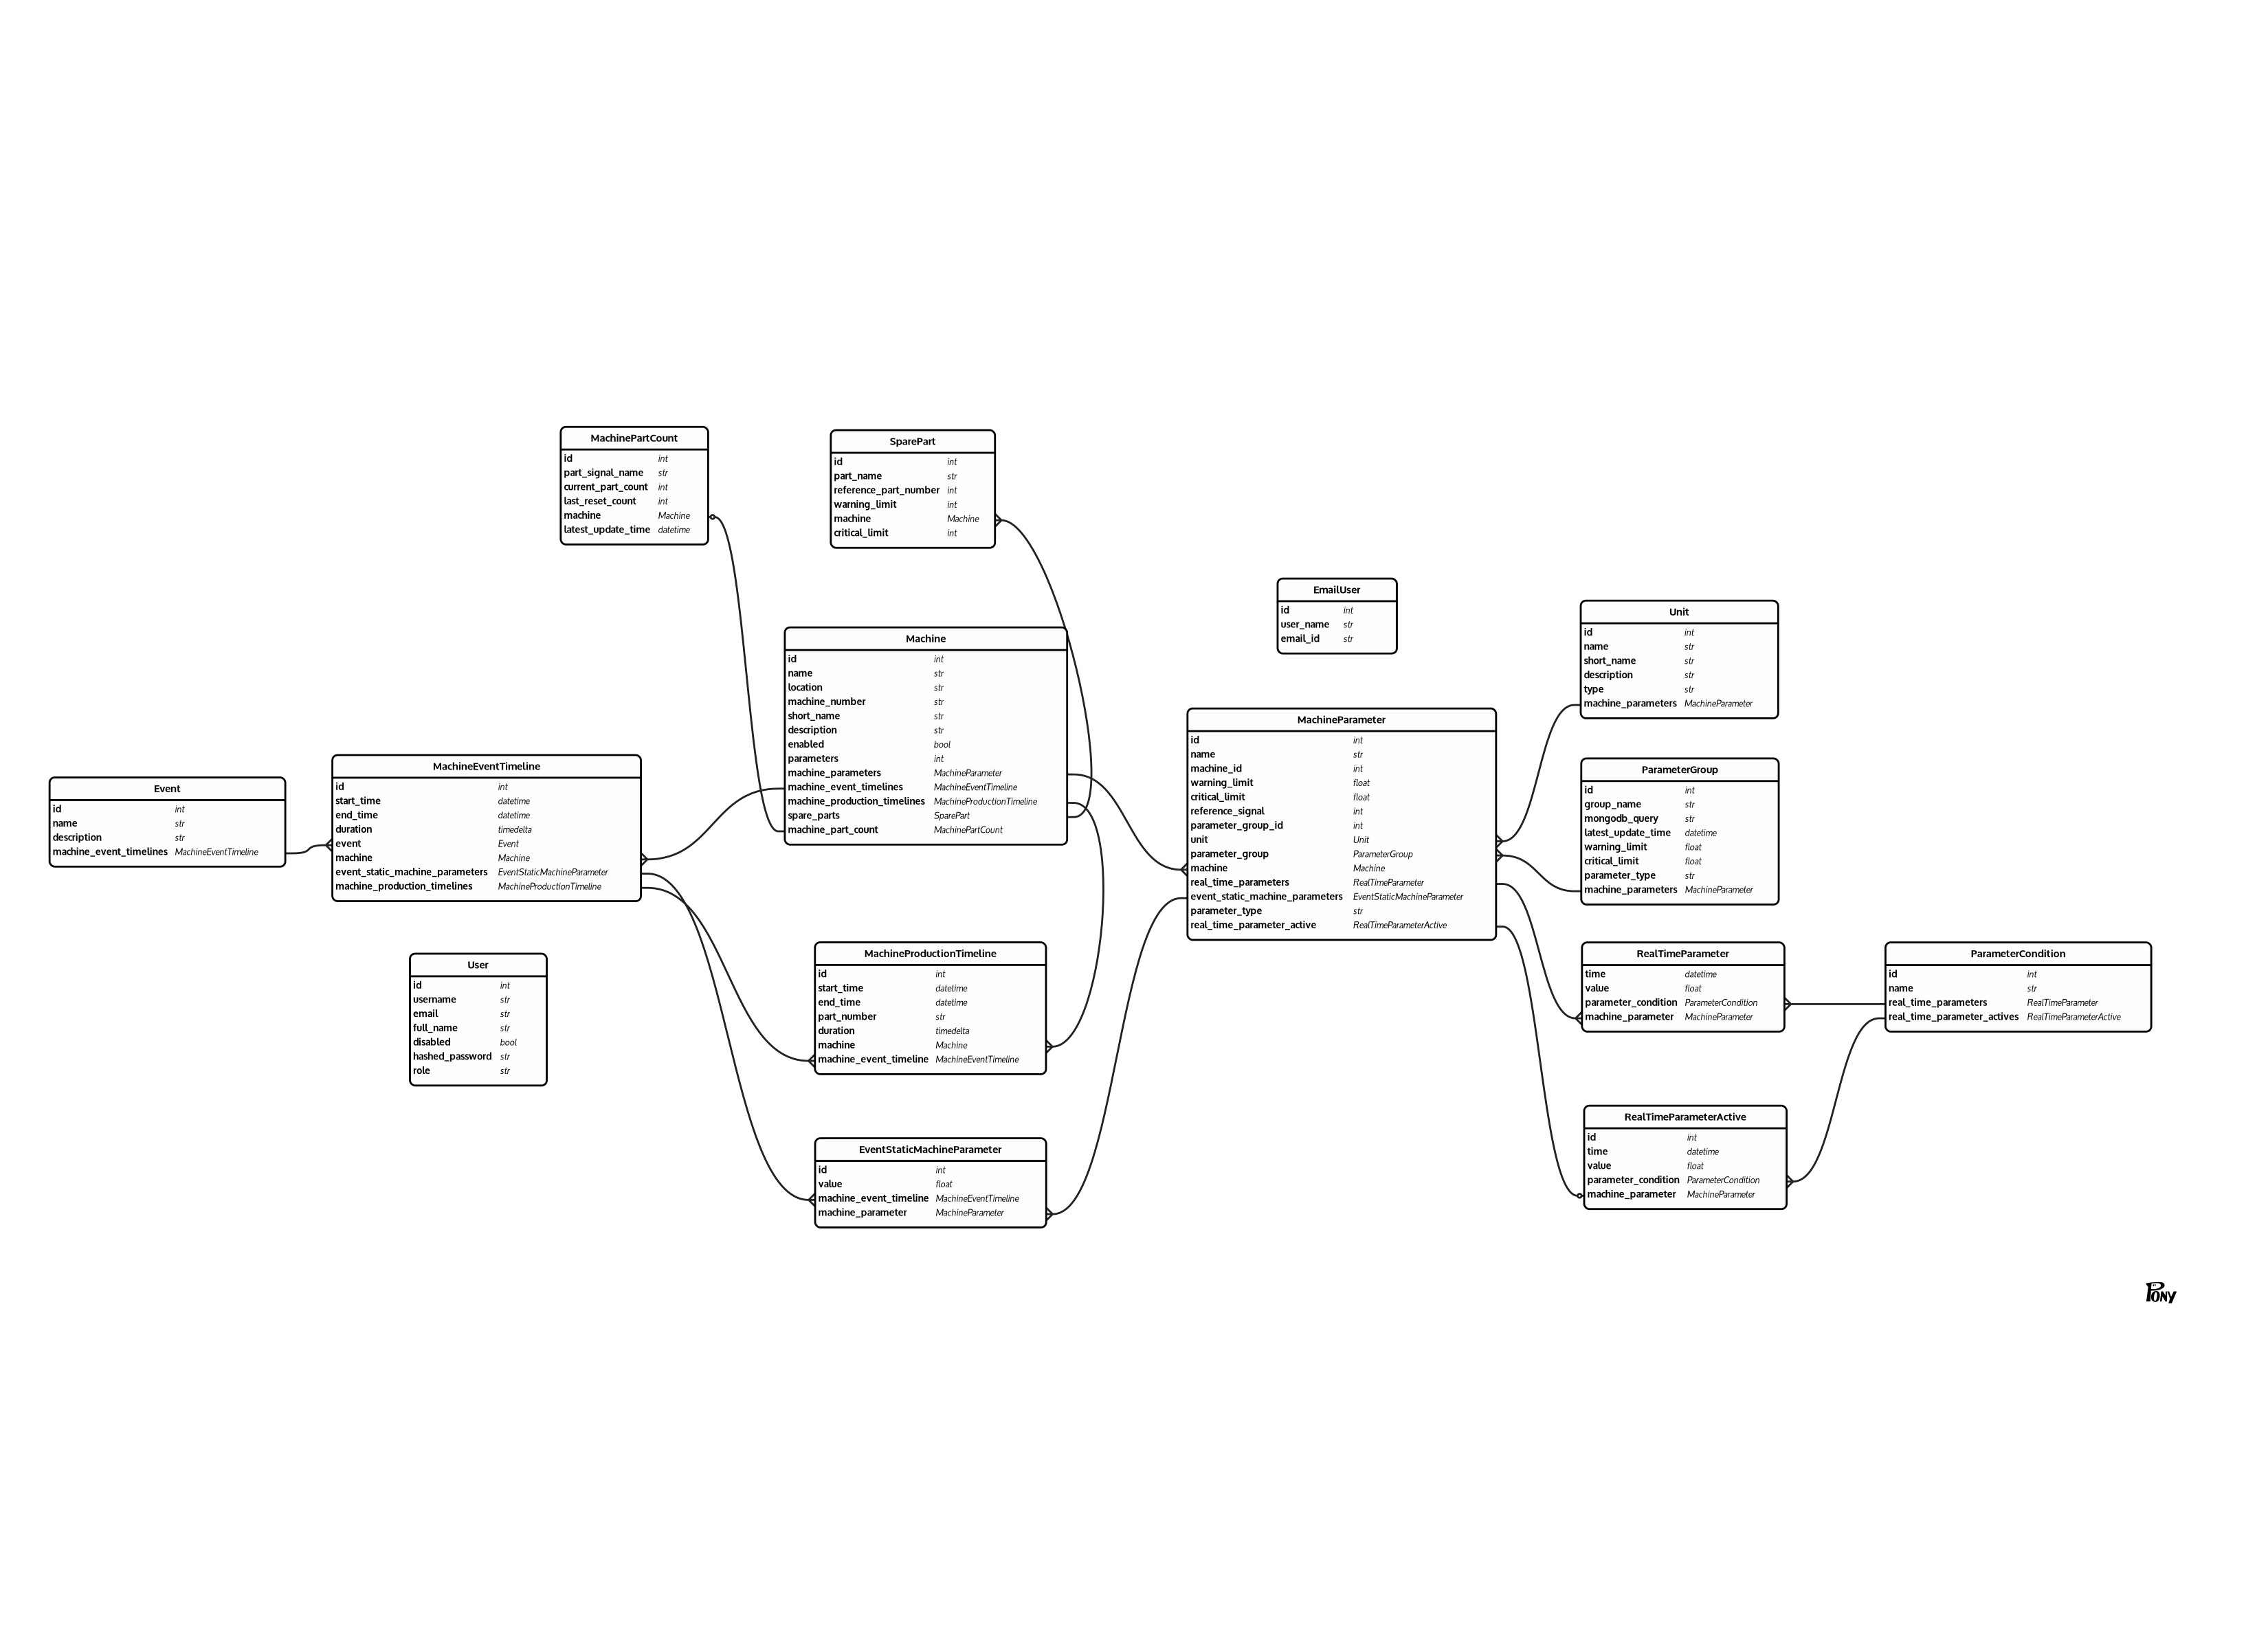 MachinePartCount
id int
part_signal_name str
current_part_count int
last_reset_count int
machine Machine
latest_update_time datetime
SparePart
id int
part_name str
reference_part_number int
warning_limit int
machine Machine
critical_limit int
EmailUser
id int
user_name str
email_id str
Unit
id int
name str
short_name str
description str
type str
machine_parameters MachineParameter
Machine
id int
name str
location str
machine_number str
short_name str
description str
enabled bool
parameters int
machine_parameters MachineParameter
machine_event_timelines MachineEventTimeline
machine_production_timelines MachineProductionTimeline
spare_parts SparePart
machine_part_count MachinePartCount
MachineParameter
id int
name str
machine_id int
warning_limit float
critical_limit float
reference_signal int
parameter_group_id int
unit Unit
parameter_group ParameterGroup
machine Machine
real_time_parameters RealTimeParameter
event_static_machine_parameters EventStaticMachineParameter
parameter_type str
real_time_parameter_active RealTimeParameterActive
ParameterGroup
id int
group_name str
mongodb_query str
latest_update_time datetime
warning_limit float
critical_limit float
parameter_type str
machine_parameters MachineParameter
Event
id int
name str
description str
machine_event_timelines MachineEventTimeline
MachineEventTimeline
id int
start_time datetime
end_time datetime
duration timedelta
event Event
machine Machine
event_static_machine_parameters EventStaticMachineParameter
machine_production_timelines MachineProductionTimeline
User
id int
username str
email str
full_name str
disabled bool
hashed_password str
role str
MachineProductionTimeline
id int
start_time datetime
end_time datetime
part_number str
duration timedelta
machine Machine
machine_event_timeline MachineEventTimeline
RealTimeParameter
time datetime
value float
parameter_condition ParameterCondition
machine_parameter MachineParameter
ParameterCondition
id int
name str
real_time_parameters RealTimeParameter
real_time_parameter_actives RealTimeParameterActive
EventStaticMachineParameter
id int
value float
machine_event_timeline MachineEventTimeline
machine_parameter MachineParameter
RealTimeParameterActive
id int
time datetime
value float
parameter_condition ParameterCondition
machine_parameter MachineParameter
PONY